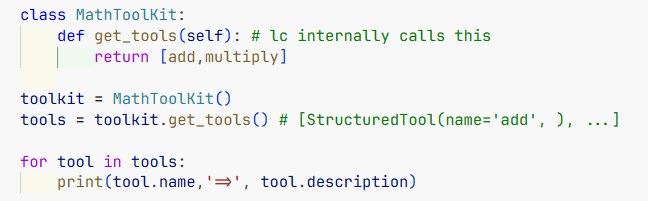 class MathToolKit:
    def get_tools(self): # lc internally calls this
        return [add,multiply]

toolkit = MathToolKit()
tools = toolkit.get_tools() # [StructuredTool(name='add', ), ...]

for tool in tools:
    print(tool.name,'=>', tool.description)